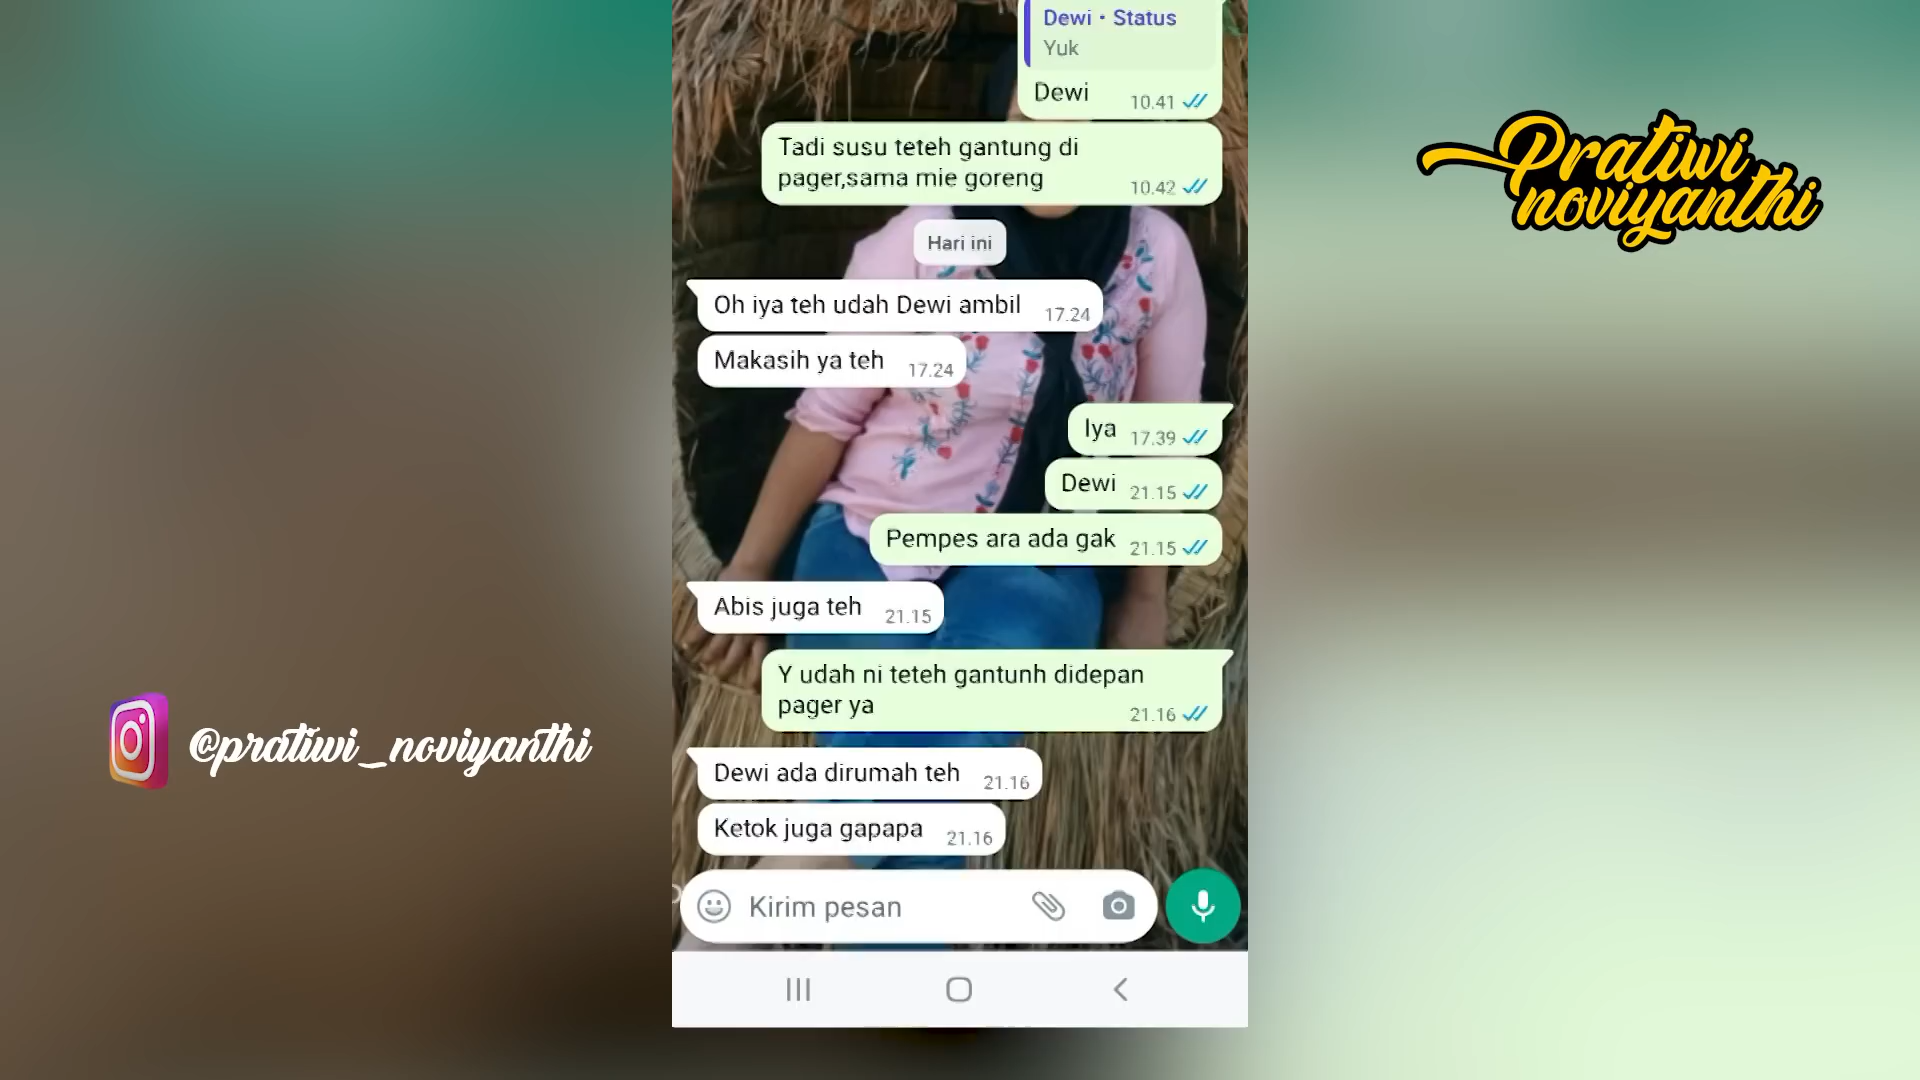 Dewi • Status
Yuk
Dewi 10.41
Tadi susu teteh gantung di
pager,sama mie goreng 10.42
Hari ini
Oh iya teh udah Dewi ambil 17.24
Makasih ya teh 17.24
Iya 17.39
Dewi 21.15
Pempes ara ada gak 21.15
Abis juga teh 21.15
Y udah ni teteh gantunh didepan
pager ya 21.16
Dewi ada dirumah teh 21.16
Ketok juga gapapa 21.16
Kirim pesan
Pratiwi
noviyanthi
@pratiwi_noviyanthi